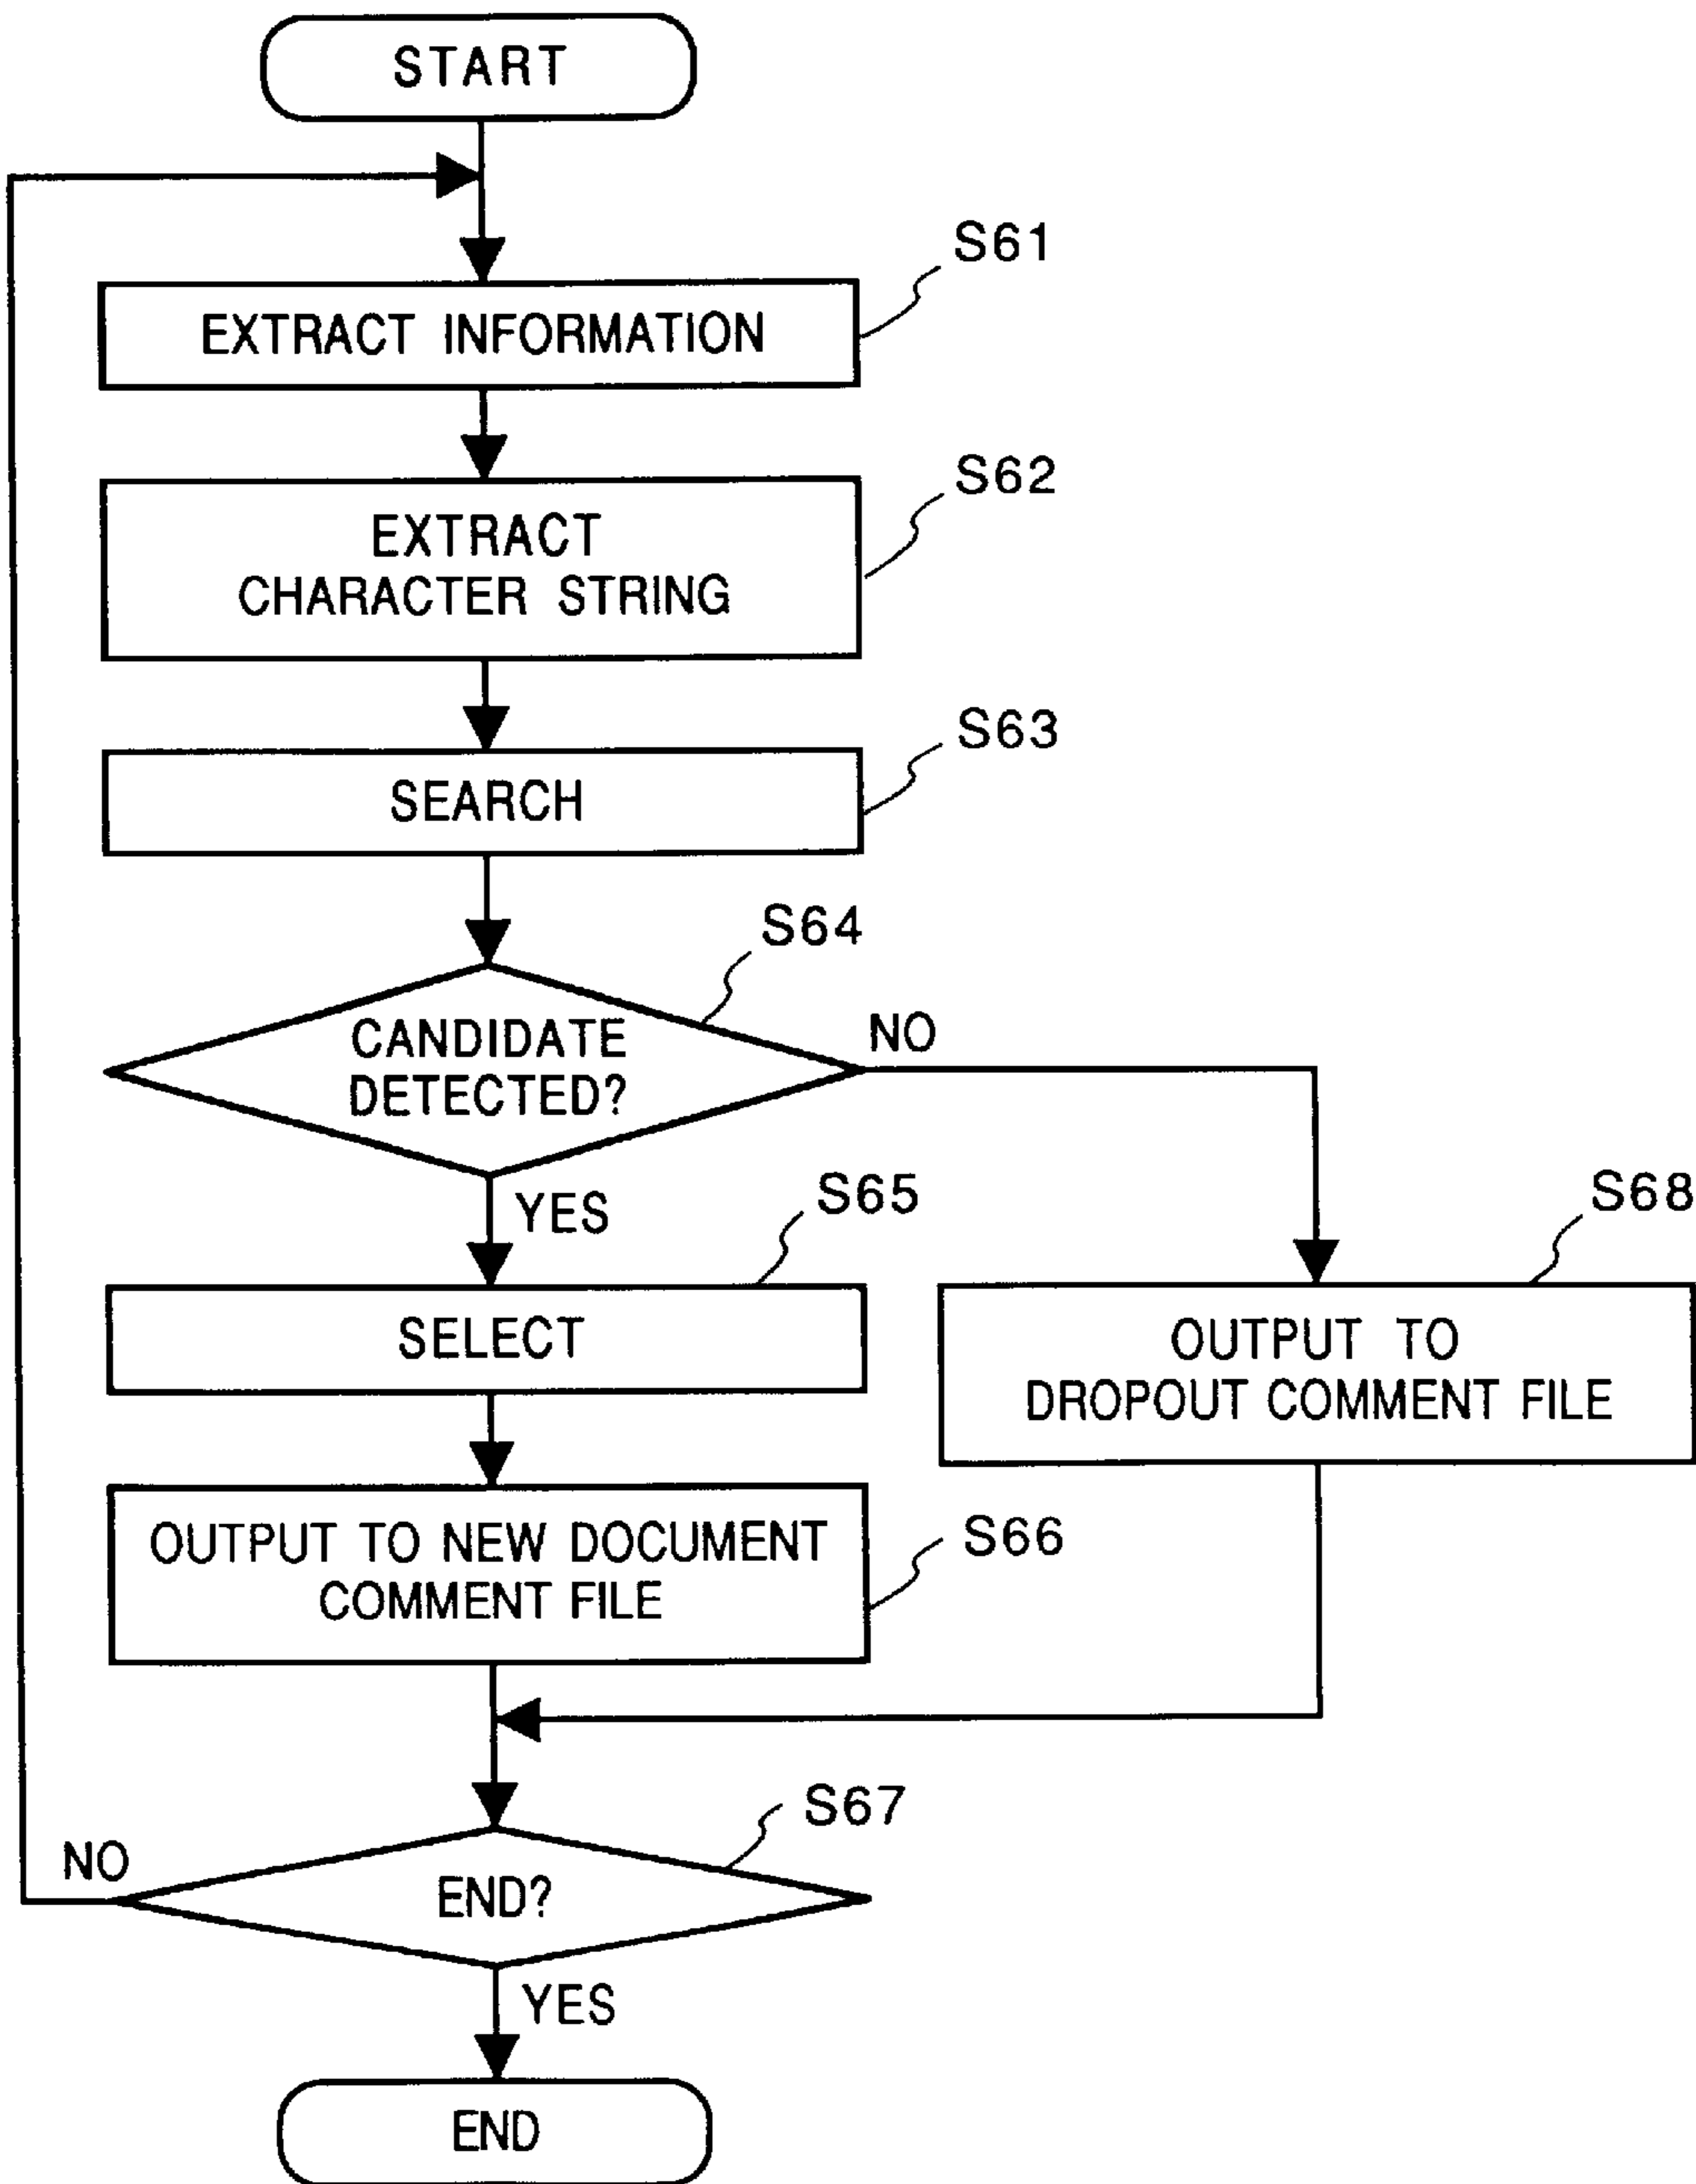 START
S61
EXTRACT INFORMATION
S62
EXTRACT
CHARACTER STRING
S63
SEARCH
S64
CANDIDATE
DETECTED?
NO
YES
S65
SELECT
S68
OUTPUT TO
DROPOUT COMMENT FILE
OUTPUT TO NEW DOCUMENT
COMMENT FILE
S66
S67
NO
END?
YES
END